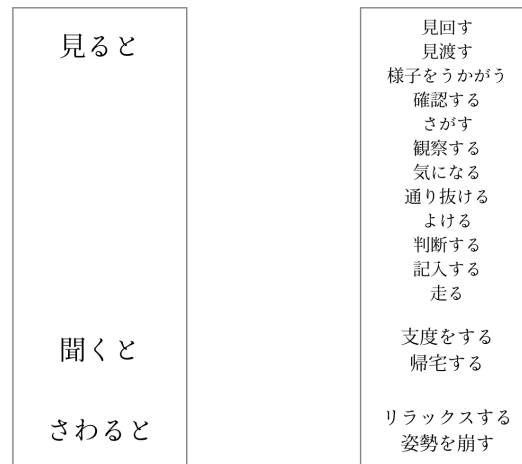 見ると
見回す
見渡す
様子をうかがう
確認する
さがす
観察する
気になる
通り抜ける
よける
判断する
記入する
走る
聞くと
支度をする
帰宅する
さわると
リラックスする
姿勢を崩す